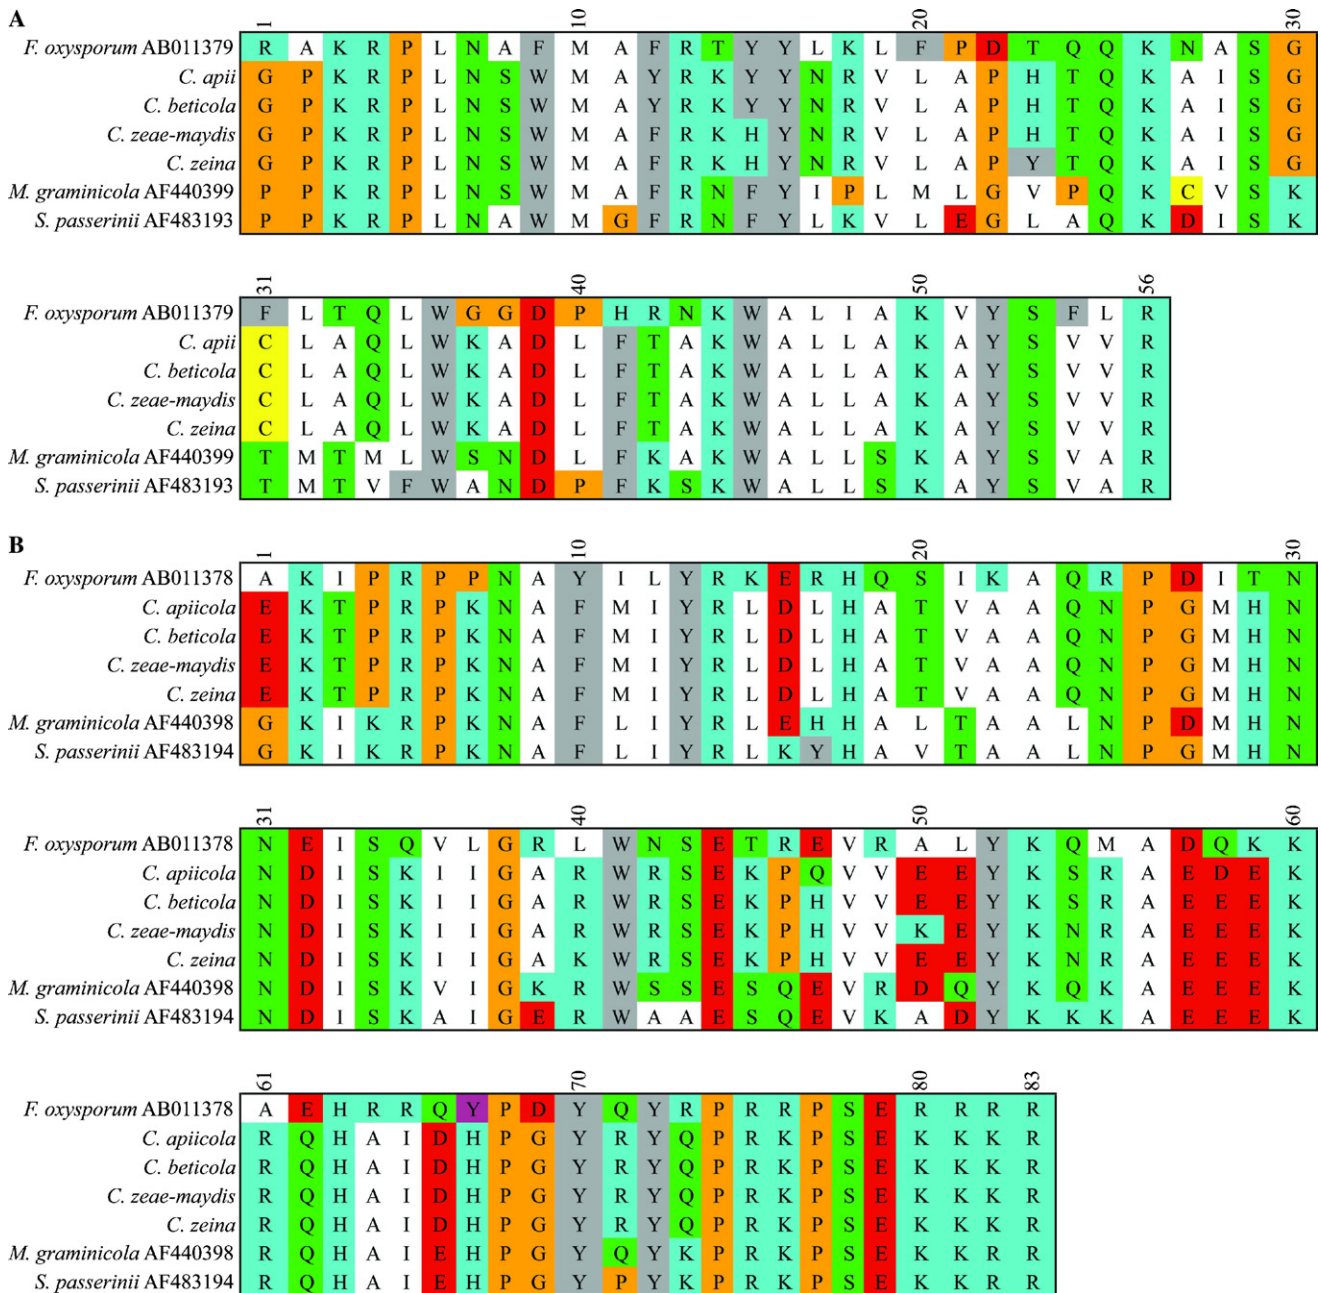 A
1 10 20 30
F. oxysporum AB011379 R A K R P L N A F M A F R T Y Y L K L F P D T Q Q K N A S G
C. apii G P K R P L N S W M A Y R K Y Y N R V L A P H T Q K A I S G
C. beticola G P K R P L N S W M A Y R K Y Y N R V L A P H T Q K A I S G
C. zeae-maydis G P K R P L N S W M A F R K H Y N R V L A P H T Q K A I S G
C. zeina G P K R P L N S W M A F R K H Y N R V L A P Y T Q K A I S G
M. graminicola AF440399 P P K R P L N S W M A F R N F Y I P L M L G V P Q K C V S K
S. passerinii AF483193 P P K R P L N A W M G F R N F Y L K V L E G L A Q K D I S K
31 40 50 56
F. oxysporum AB011379 F L T Q L W G G D P H R N K W A L I A K V Y S F L R
C. apii C L A Q L W K A D L F T A K W A L L A K A Y S V V R
C. beticola C L A Q L W K A D L F T A K W A L L A K A Y S V V R
C. zeae-maydis C L A Q L W K A D L F T A K W A L L A K A Y S V V R
C. zeina C L A Q L W K A D L F T A K W A L L A K A Y S V V R
M. graminicola AF440399 T M T M L W S N D L F K A K W A L L S K A Y S V A R
S. passerinii AF483193 T M T V F W A N D P F K S K W A L L S K A Y S V A R
B
1 10 20 30
F. oxysporum AB011378 A K I P R P P N A Y I L Y R K E R H Q S I K A Q R P D I T N
C. apiicola E K T P R P K N A F M I Y R L D L H A T V A A Q N P G M H N
C. beticola E K T P R P K N A F M I Y R L D L H A T V A A Q N P G M H N
C. zeae-maydis E K T P R P K N A F M I Y R L D L H A T V A A Q N P G M H N
C. zeina E K T P R P K N A F M I Y R L D L H A T V A A Q N P G M H N
M. graminicola AF440398 G K I K R P K N A F L I Y R L E H H A L T A A L N P D M H N
S. passerinii AF483194 G K I K R P K N A F L I Y R L K Y H A V T A A L N P G M H N
31 40 50 60
F. oxysporum AB011378 N E I S Q V L G R L W N S E T R E V R A L Y K Q M A D Q K K
C. apiicola N D I S K I I G A R W R S E K P Q V V E E Y K S R A E D E K
C. beticola N D I S K I I G A R W R S E K P H V V E E Y K S R A E E E K
C. zeae-maydis N D I S K I I G A R W R S E K P H V V K E Y K N R A E E E K
C. zeina N D I S K I I G A K W R S E K P H V V E E Y K N R A E E E K
M. graminicola AF440398 N D I S K V I G K R W S S E S Q E V R D Q Y K Q K A E E E K
S. passerinii AF483194 N D I S K A I G E R W A A E S Q E V K A D Y K K K A E E E K
61 70 80 83
F. oxysporum AB011378 A E H R R Q Y P D Y Q Y R P R R P S E R R R R
C. apiicola R Q H A I D H P G Y R Y Q P R K P S E K K K R
C. beticola R Q H A I D H P G Y R Y Q P R K P S E K K K R
C. zeae-maydis R Q H A I D H P G Y R Y Q P R K P S E K K K R
C. zeina R Q H A I D H P G Y R Y Q P R K P S E K K K R
M. graminicola AF440398 R Q H A I E H P G Y Q Y K P R K P S E K K R R
S. passerinii AF483194 R Q H A I E H P G Y P Y K P R K P S E K K R R